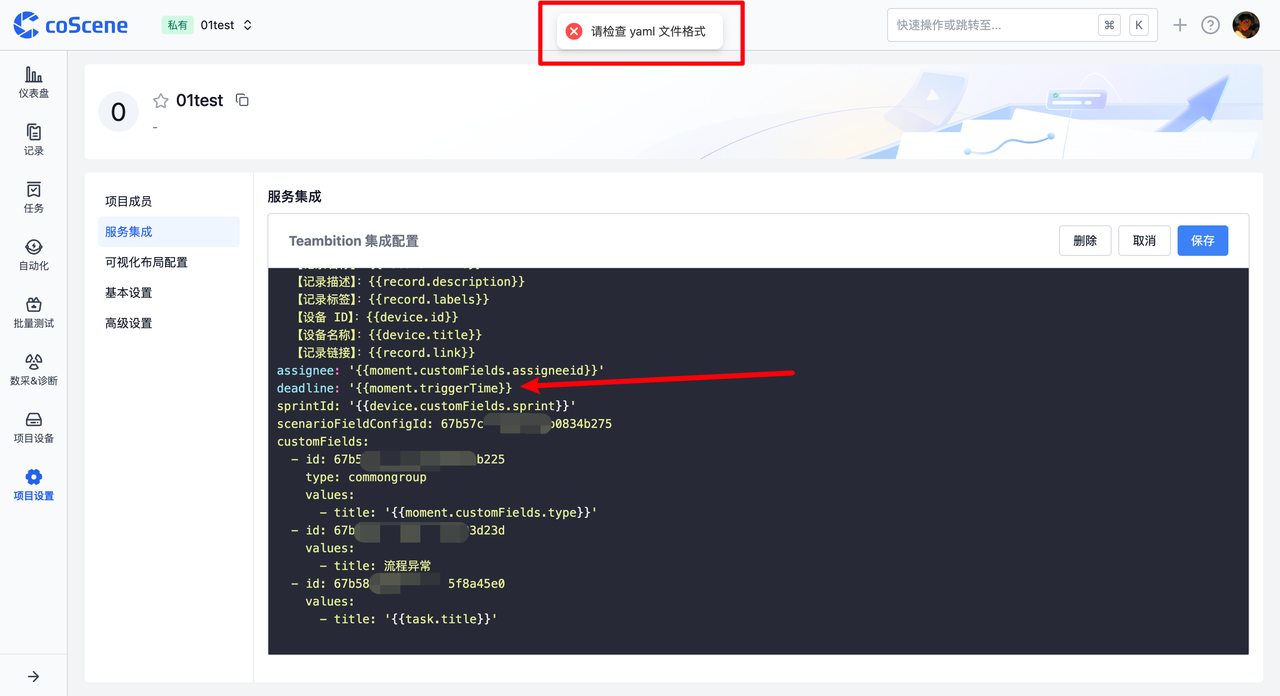 coScene
私有 01test
请检查 yaml 文件格式
快速操作或跳转至... ⌘ K
仪表盘
记录
任务
自动化
批量测试
数采&诊断
项目设备
项目设置
0
01test
-
项目成员
服务集成
可视化布局配置
基本设置
高级设置
服务集成
Teambition 集成配置
删除 取消 保存
【记录描述】：{{record.description}}
【记录标签】：{{record.labels}}
【设备 ID】：{{device.id}}
【设备名称】：{{device.title}}
【记录链接】：{{record.link}}
assignee: '{{moment.customFields.assigneeid}}'
deadline: '{{moment.triggerTime}}
sprintId: '{{device.customFields.sprint}}'
scenarioFieldConfigId: 67b57c b0834b275
customFields:
- id: 67b5 b225
type: commongroup
values:
- title: '{{moment.customFields.type}}'
- id: 67b 3d23d
values:
- title: 流程异常
- id: 67b58 5f8a45e0
values:
- title: '{{task.title}}'